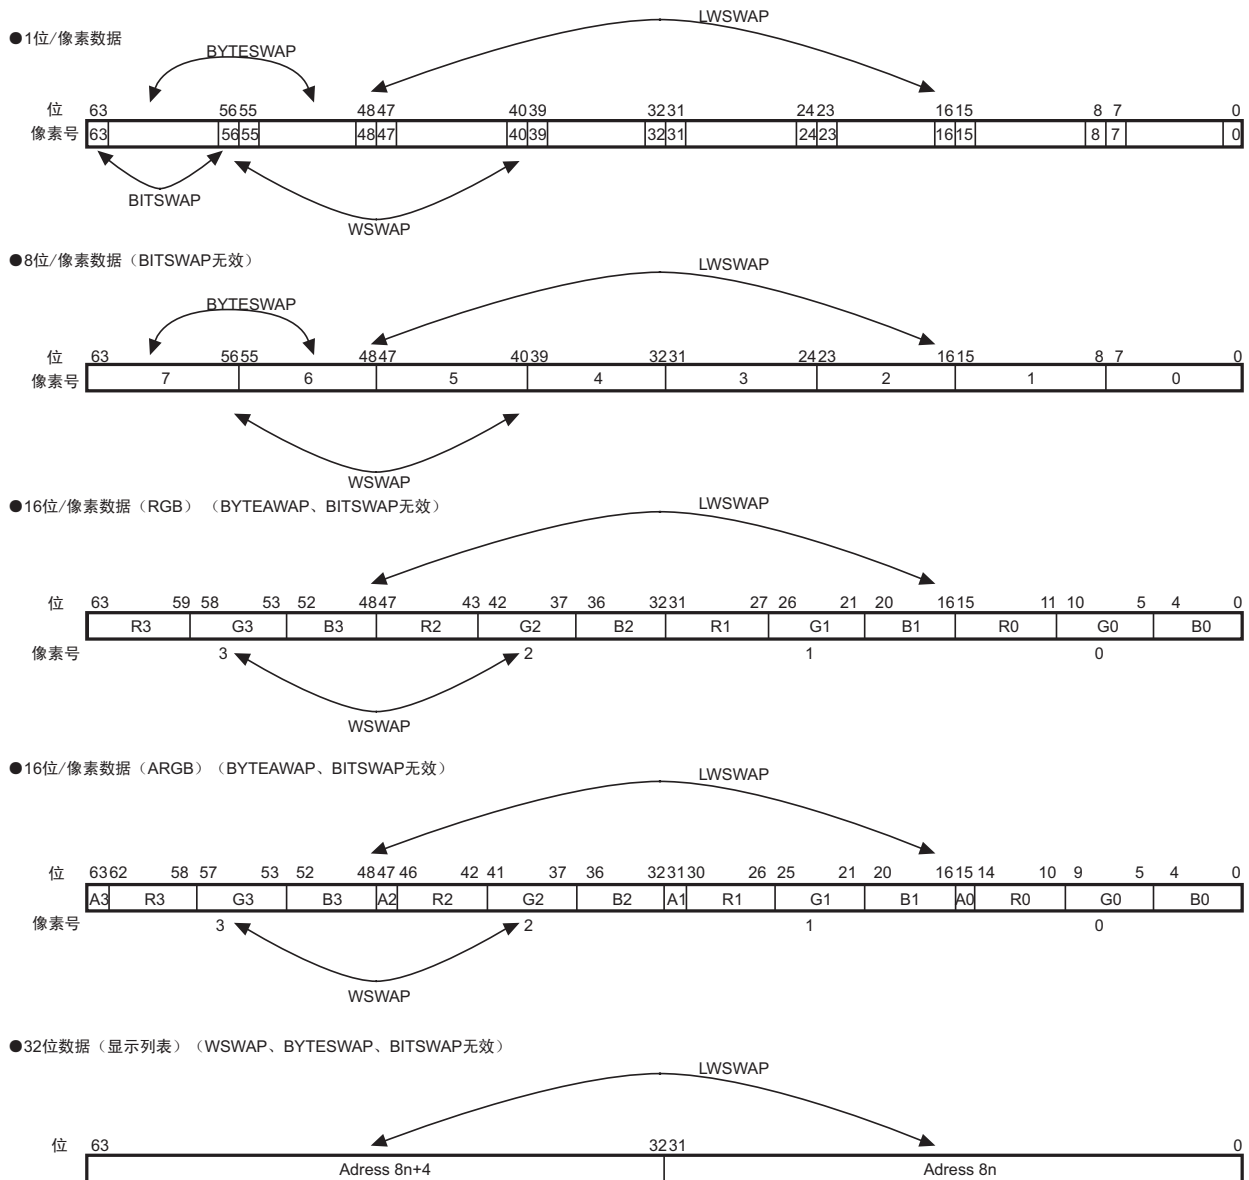 ●1位/像素数据
LWSWAP
BYTESWAP
位 63 56 55 48 47 40 39 32 31 24 23 16 15 8 7 0
像素号 63 56 55 48 47 40 39 32 31 24 23 16 15 8 7 0
BITSWAP
WSWAP
●8位/像素数据（BITSWAP无效）
LWSWAP
BYTESWAP
位 63 56 55 48 47 40 39 32 31 24 23 16 15 8 7 0
像素号 7 6 5 4 3 2 1 0
WSWAP
●16位/像素数据（RGB）（BYTEAWAP、BITSWAP无效）
LWSWAP
位 63 59 58 53 52 48 47 43 42 37 36 32 31 27 26 21 20 16 15 11 10 5 4 0
R3 G3 B3 R2 G2 B2 R1 G1 B1 R0 G0 B0
像素号 3 2 1 0
WSWAP
●16位/像素数据（ARGB）（BYTEAWAP、BITSWAP无效）
LWSWAP
位 63 62 58 57 53 52 48 47 46 42 41 37 36 32 31 30 26 25 21 20 16 15 14 10 9 5 4 0
A3 R3 G3 B3 A2 R2 G2 B2 A1 R1 G1 B1 A0 R0 G0 B0
像素号 3 2 1 0
WSWAP
●32位数据（显示列表）（WSWAP、BYTESWAP、BITSWAP无效）
LWSWAP
位 63 32 31 0
Adress 8n+4 Adress 8n